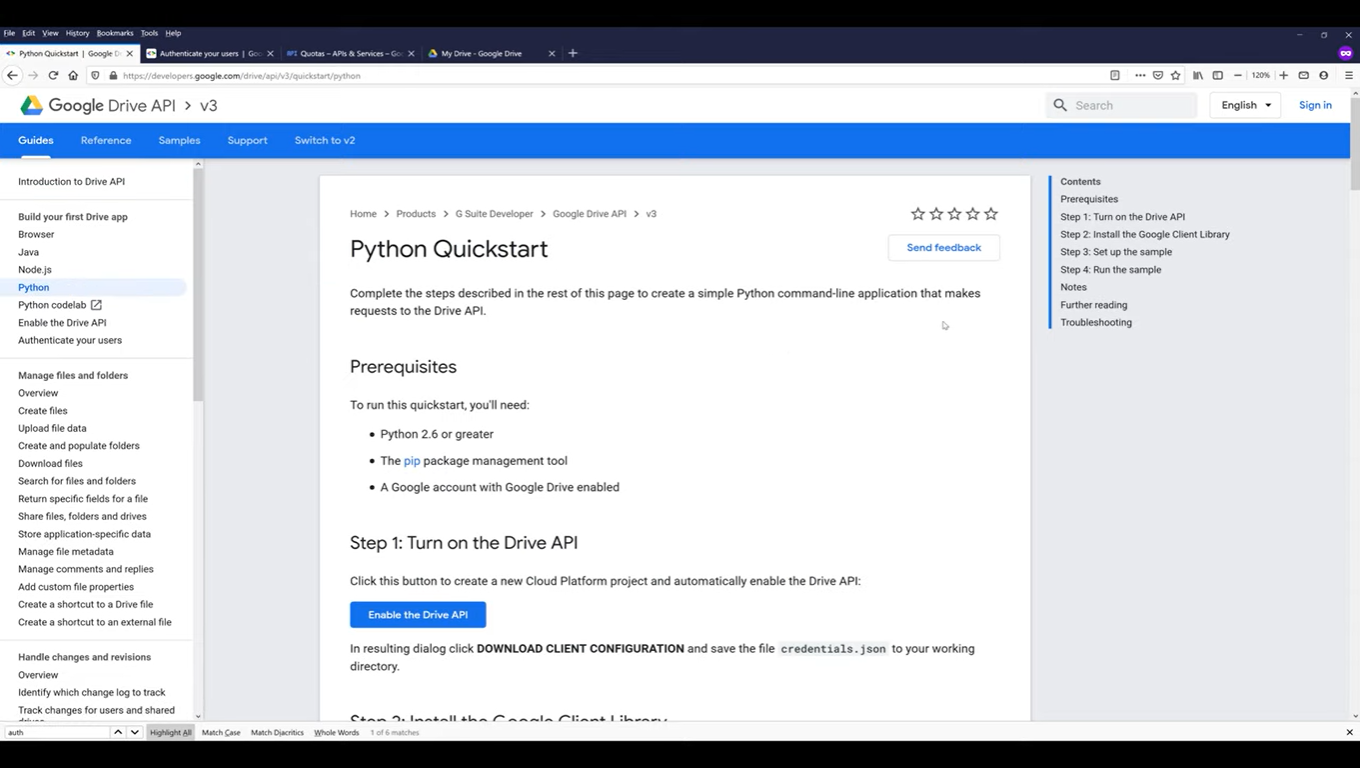 File Edit View History Bookmarks Tools Help
Python Quickstart | Google D
Authenticate your users | Go
API Quotas – APIs & Services – Go
My Drive - Google Drive
https://developers.google.com/drive/api/v3/quickstart/python
120%
Google Drive API > v3
Search
English
Sign in
Guides Reference Samples Support Switch to v2
Introduction to Drive API
Build your first Drive app
Browser
Java
Node.js
Python
Python codelab
Enable the Drive API
Authenticate your users
Manage files and folders
Overview
Create files
Upload file data
Create and populate folders
Download files
Search for files and folders
Return specific fields for a file
Share files, folders and drives
Store application-specific data
Manage file metadata
Manage comments and replies
Add custom file properties
Create a shortcut to a Drive file
Create a shortcut to an external file
Handle changes and revisions
Overview
Identify which change log to track
Track changes for users and shared
drives
Home > Products > G Suite Developer > Google Drive API > v3
Python Quickstart
Send feedback
Complete the steps described in the rest of this page to create a simple Python command-line application that makes
requests to the Drive API.
Prerequisites
To run this quickstart, you'll need:
• Python 2.6 or greater
• The pip package management tool
• A Google account with Google Drive enabled
Step 1: Turn on the Drive API
Click this button to create a new Cloud Platform project and automatically enable the Drive API:
Enable the Drive API
In resulting dialog click DOWNLOAD CLIENT CONFIGURATION and save the file credentials.json to your working
directory.
Step 2: Install the Google Client Library
Contents
Prerequisites
Step 1: Turn on the Drive API
Step 2: Install the Google Client Library
Step 3: Set up the sample
Step 4: Run the sample
Notes
Further reading
Troubleshooting
auth
Highlight All Match Case Match Diacritics Whole Words 1 of 6 matches